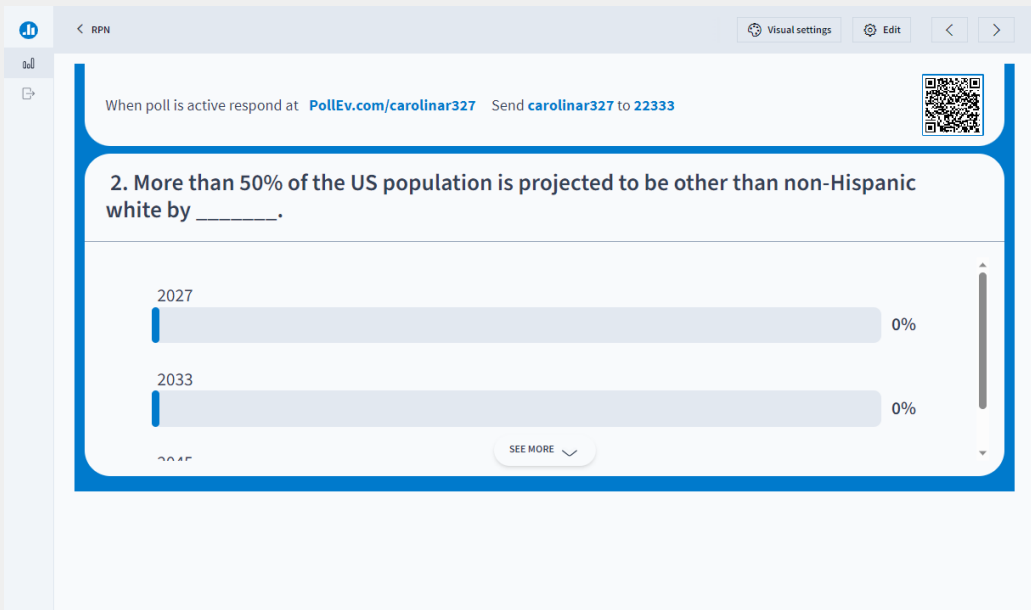 RPN
Visual settings
Edit
When poll is active respond at PollEv.com/carolinar327 Send carolinar327 to 22333
2. More than 50% of the US population is projected to be other than non-Hispanic
white by _______.
2027
0%
2033
0%
SEE MORE